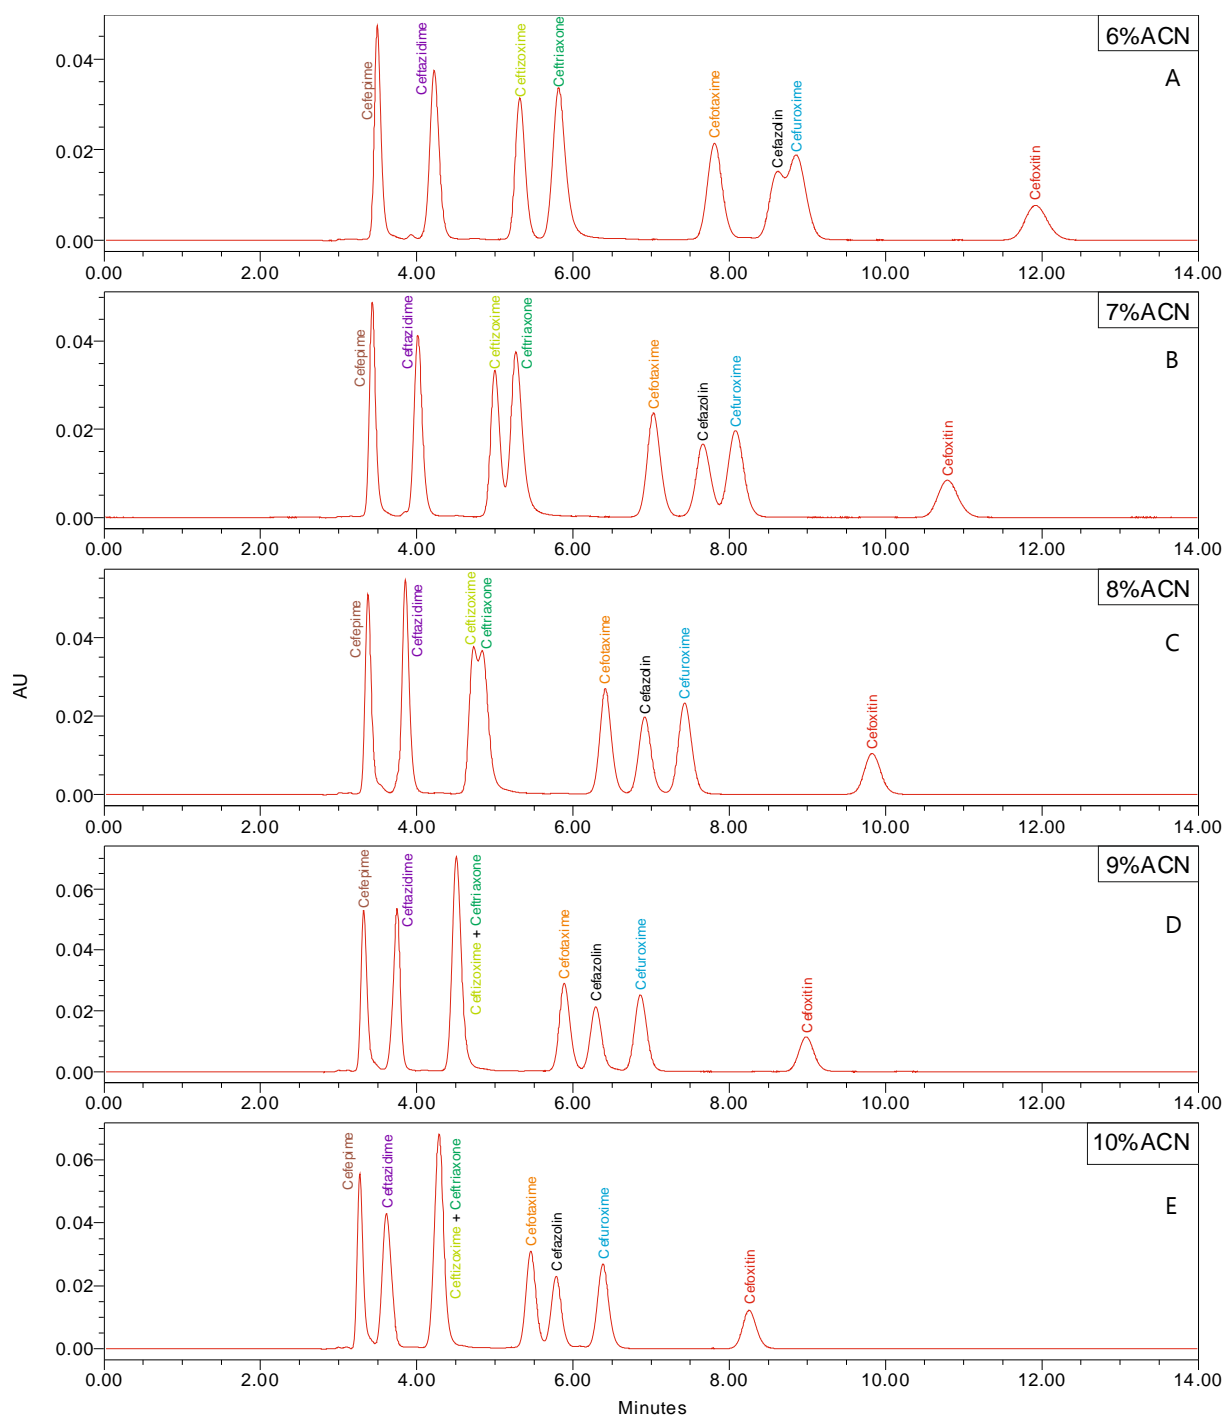 6%ACN
A
Cefepime
Ceftazidime
Ceftizoxime
Ceftriaxone
Cefotaxime
Cefazolin
Cefuroxime
Cefoxitin
0.04
0.02
0.00
0.00 2.00 4.00 6.00 8.00 10.00 12.00 14.00
7%ACN
B
Cefepime
Ceftazidime
Ceftizoxime
Ceftriaxone
Cefotaxime
Cefazolin
Cefuroxime
Cefoxitin
0.04
0.02
0.00
0.00 2.00 4.00 6.00 8.00 10.00 12.00 14.00
8%ACN
C
Cefepime
Ceftazidime
Ceftizoxime
Ceftriaxone
Cefotaxime
Cefazolin
Cefuroxime
Cefoxitin
AU
0.04
0.02
0.00
0.00 2.00 4.00 6.00 8.00 10.00 12.00 14.00
9%ACN
D
Cefepime
Ceftazidime
Ceftizoxime + Ceftriaxone
Cefotaxime
Cefazolin
Cefuroxime
Cefoxitin
0.06
0.04
0.02
0.00
0.00 2.00 4.00 6.00 8.00 10.00 12.00 14.00
10%ACN
E
Cefepime
Ceftazidime
Ceftizoxime + Ceftriaxone
Cefotaxime
Cefazolin
Cefuroxime
Cefoxitin
0.06
0.04
0.02
0.00
0.00 2.00 4.00 6.00 8.00 10.00 12.00 14.00
Minutes